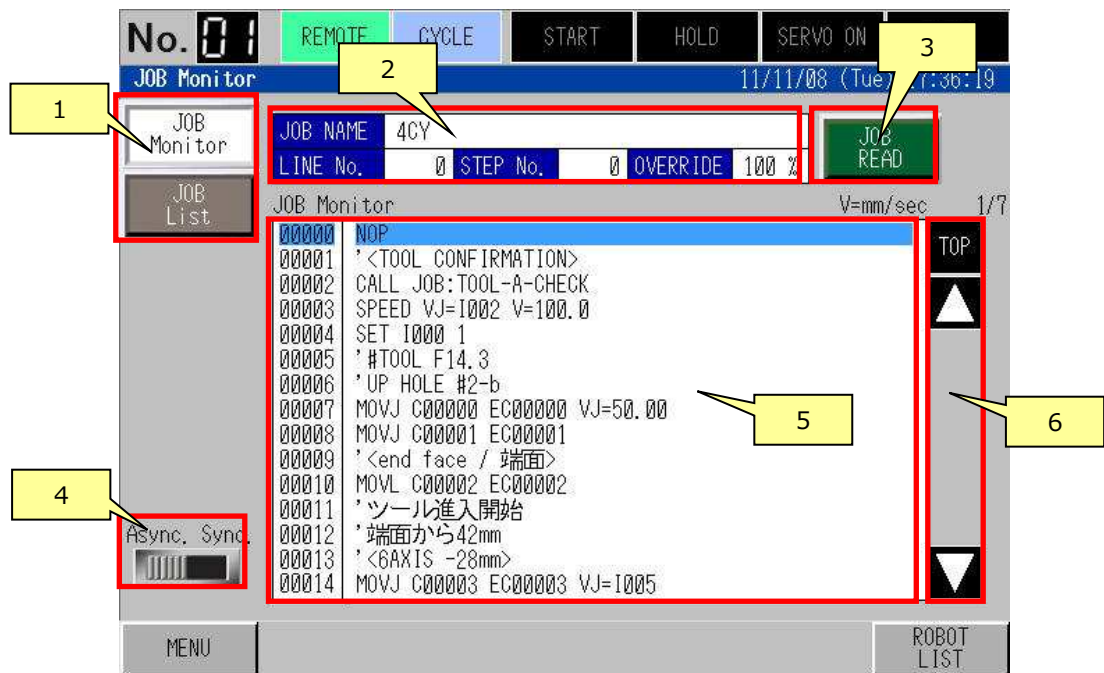 No. 01 REMOTE CYCLE START HOLD SERVO ON
JOB Monitor 11/11/08 (Tue) 17:36:19
1
2
3
JOB Monitor
JOB List
JOB NAME 4CY
LINE No. 0 STEP No. 0 OVERRIDE 100 %
JOB READ
JOB Monitor V=mm/sec 1/7
00000 NOP
00001 '<TOOL CONFIRMATION>
00002 CALL JOB:TOOL-A-CHECK
00003 SPEED VJ=I002 V=100.0
00004 SET I000 1
00005 '#TOOL F14.3
00006 'UP HOLE #2-b
00007 MOVJ C00000 EC00000 VJ=50.00
00008 MOVJ C00001 EC00001
00009 '<end face / 端面>
00010 MOVL C00002 EC00002
00011 'ツール進入開始
00012 '端面から42mm
00013 '<6AXIS -28mm>
00014 MOVJ C00003 EC00003 VJ=I005
TOP
5
6
4
Async. Sync.
MENU
ROBOT LIST